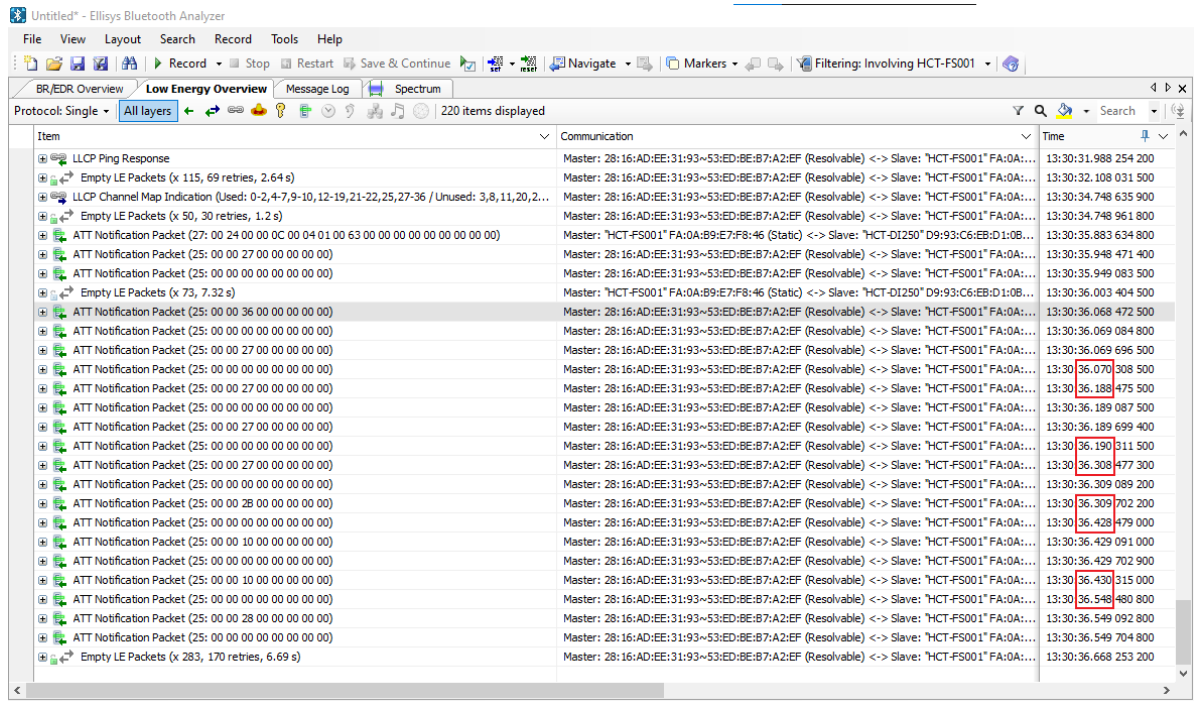 Untitled* - Ellisys Bluetooth Analyzer
File View Layout Search Record Tools Help
Record Stop Restart Save & Continue set reset Navigate Markers Filtering: Involving HCT-FS001
BR/EDR Overview Low Energy Overview Message Log Spectrum
Protocol: Single All layers 220 items displayed Search
Item Communication Time
LLCP Ping Response Master: 28:16:AD:EE:31:93~53:ED:BE:B7:A2:EF (Resolvable) <-> Slave: "HCT-FS001" FA:0A:... 13:30:31.988 254 200
Empty LE Packets (x 115, 69 retries, 2.64 s) Master: 28:16:AD:EE:31:93~53:ED:BE:B7:A2:EF (Resolvable) <-> Slave: "HCT-FS001" FA:0A:... 13:30:32.108 031 500
LLCP Channel Map Indication (Used: 0-2,4-7,9-10,12-19,21-22,25,27-36 / Unused: 3,8,11,20,2... Master: 28:16:AD:EE:31:93~53:ED:BE:B7:A2:EF (Resolvable) <-> Slave: "HCT-FS001" FA:0A:... 13:30:34.748 635 900
Empty LE Packets (x 50, 30 retries, 1.2 s) Master: 28:16:AD:EE:31:93~53:ED:BE:B7:A2:EF (Resolvable) <-> Slave: "HCT-FS001" FA:0A:... 13:30:34.748 961 800
ATT Notification Packet (27: 00 24 00 00 0C 00 04 01 00 63 00 00 00 00 00 00 00 00 00 00) Master: "HCT-FS001" FA:0A:B9:E7:F8:46 (Static) <-> Slave: "HCT-DI250" D9:93:C6:EB:D1:0B... 13:30:35.883 634 800
ATT Notification Packet (25: 00 00 27 00 00 00 00 00) Master: 28:16:AD:EE:31:93~53:ED:BE:B7:A2:EF (Resolvable) <-> Slave: "HCT-FS001" FA:0A:... 13:30:35.948 471 400
ATT Notification Packet (25: 00 00 00 00 00 00 00 00) Master: 28:16:AD:EE:31:93~53:ED:BE:B7:A2:EF (Resolvable) <-> Slave: "HCT-FS001" FA:0A:... 13:30:35.949 083 500
Empty LE Packets (x 73, 7.32 s) Master: "HCT-FS001" FA:0A:B9:E7:F8:46 (Static) <-> Slave: "HCT-DI250" D9:93:C6:EB:D1:0B... 13:30:36.003 404 500
ATT Notification Packet (25: 00 00 36 00 00 00 00 00) Master: 28:16:AD:EE:31:93~53:ED:BE:B7:A2:EF (Resolvable) <-> Slave: "HCT-FS001" FA:0A:... 13:30:36.068 472 500
ATT Notification Packet (25: 00 00 00 00 00 00 00 00) Master: 28:16:AD:EE:31:93~53:ED:BE:B7:A2:EF (Resolvable) <-> Slave: "HCT-FS001" FA:0A:... 13:30:36.069 084 800
ATT Notification Packet (25: 00 00 27 00 00 00 00 00) Master: 28:16:AD:EE:31:93~53:ED:BE:B7:A2:EF (Resolvable) <-> Slave: "HCT-FS001" FA:0A:... 13:30:36.069 696 500
ATT Notification Packet (25: 00 00 00 00 00 00 00 00) Master: 28:16:AD:EE:31:93~53:ED:BE:B7:A2:EF (Resolvable) <-> Slave: "HCT-FS001" FA:0A:... 13:30:36.070 308 500
ATT Notification Packet (25: 00 00 27 00 00 00 00 00) Master: 28:16:AD:EE:31:93~53:ED:BE:B7:A2:EF (Resolvable) <-> Slave: "HCT-FS001" FA:0A:... 13:30:36.188 475 500
ATT Notification Packet (25: 00 00 00 00 00 00 00 00) Master: 28:16:AD:EE:31:93~53:ED:BE:B7:A2:EF (Resolvable) <-> Slave: "HCT-FS001" FA:0A:... 13:30:36.189 087 500
ATT Notification Packet (25: 00 00 27 00 00 00 00 00) Master: 28:16:AD:EE:31:93~53:ED:BE:B7:A2:EF (Resolvable) <-> Slave: "HCT-FS001" FA:0A:... 13:30:36.189 699 400
ATT Notification Packet (25: 00 00 00 00 00 00 00 00) Master: 28:16:AD:EE:31:93~53:ED:BE:B7:A2:EF (Resolvable) <-> Slave: "HCT-FS001" FA:0A:... 13:30:36.190 311 500
ATT Notification Packet (25: 00 00 27 00 00 00 00 00) Master: 28:16:AD:EE:31:93~53:ED:BE:B7:A2:EF (Resolvable) <-> Slave: "HCT-FS001" FA:0A:... 13:30:36.308 477 300
ATT Notification Packet (25: 00 00 00 00 00 00 00 00) Master: 28:16:AD:EE:31:93~53:ED:BE:B7:A2:EF (Resolvable) <-> Slave: "HCT-FS001" FA:0A:... 13:30:36.309 089 200
ATT Notification Packet (25: 00 00 2B 00 00 00 00 00) Master: 28:16:AD:EE:31:93~53:ED:BE:B7:A2:EF (Resolvable) <-> Slave: "HCT-FS001" FA:0A:... 13:30:36.309 702 200
ATT Notification Packet (25: 00 00 00 00 00 00 00 00) Master: 28:16:AD:EE:31:93~53:ED:BE:B7:A2:EF (Resolvable) <-> Slave: "HCT-FS001" FA:0A:... 13:30:36.428 479 000
ATT Notification Packet (25: 00 00 10 00 00 00 00 00) Master: 28:16:AD:EE:31:93~53:ED:BE:B7:A2:EF (Resolvable) <-> Slave: "HCT-FS001" FA:0A:... 13:30:36.429 091 000
ATT Notification Packet (25: 00 00 00 00 00 00 00 00) Master: 28:16:AD:EE:31:93~53:ED:BE:B7:A2:EF (Resolvable) <-> Slave: "HCT-FS001" FA:0A:... 13:30:36.429 702 900
ATT Notification Packet (25: 00 00 10 00 00 00 00 00) Master: 28:16:AD:EE:31:93~53:ED:BE:B7:A2:EF (Resolvable) <-> Slave: "HCT-FS001" FA:0A:... 13:30:36.430 315 000
ATT Notification Packet (25: 00 00 00 00 00 00 00 00) Master: 28:16:AD:EE:31:93~53:ED:BE:B7:A2:EF (Resolvable) <-> Slave: "HCT-FS001" FA:0A:... 13:30:36.548 480 800
ATT Notification Packet (25: 00 00 28 00 00 00 00 00) Master: 28:16:AD:EE:31:93~53:ED:BE:B7:A2:EF (Resolvable) <-> Slave: "HCT-FS001" FA:0A:... 13:30:36.549 092 800
ATT Notification Packet (25: 00 00 00 00 00 00 00 00) Master: 28:16:AD:EE:31:93~53:ED:BE:B7:A2:EF (Resolvable) <-> Slave: "HCT-FS001" FA:0A:... 13:30:36.549 704 800
Empty LE Packets (x 283, 170 retries, 6.69 s) Master: 28:16:AD:EE:31:93~53:ED:BE:B7:A2:EF (Resolvable) <-> Slave: "HCT-FS001" FA:0A:... 13:30:36.668 253 200